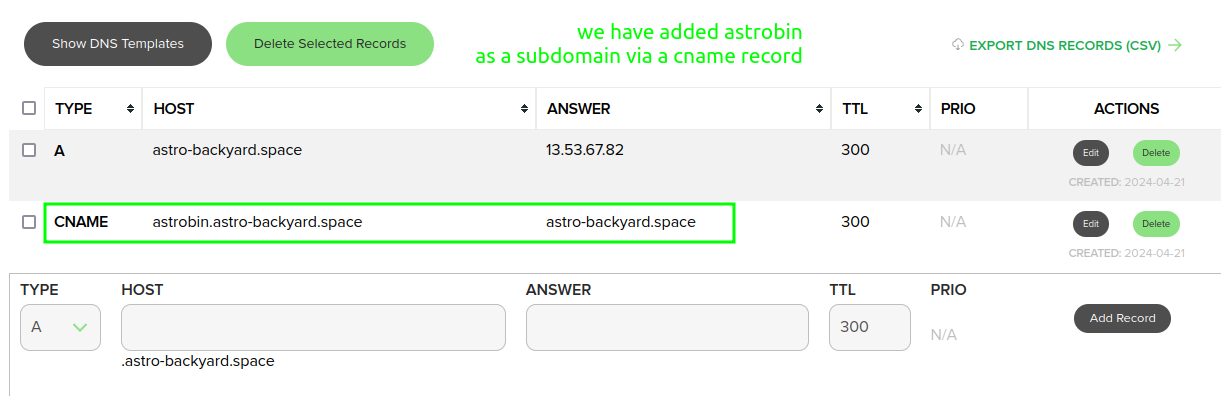 Show DNS Templates
Delete Selected Records
we have added astrobin
as a subdomain via a cname record
EXPORT DNS RECORDS (CSV)
TYPE HOST ANSWER TTL PRIO ACTIONS
A astro-backyard.space 13.53.67.82 300 N/A Edit Delete
CREATED: 2024-04-21
CNAME astrobin.astro-backyard.space astro-backyard.space 300 N/A Edit Delete
CREATED: 2024-04-21
TYPE HOST ANSWER TTL PRIO
A 300 N/A Add Record
.astro-backyard.space